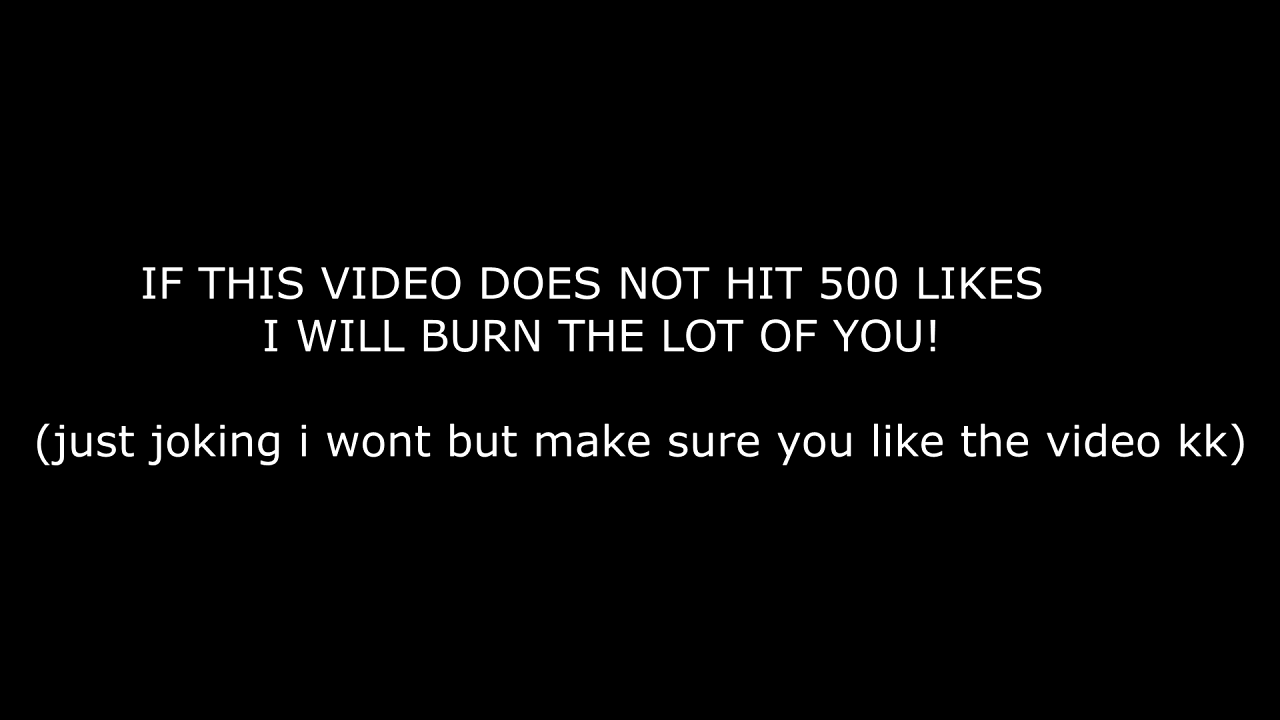 IF THIS VIDEO DOES NOT HIT 500 LIKES
I WILL BURN THE LOT OF YOU!
(just joking i wont but make sure you like the video kk)